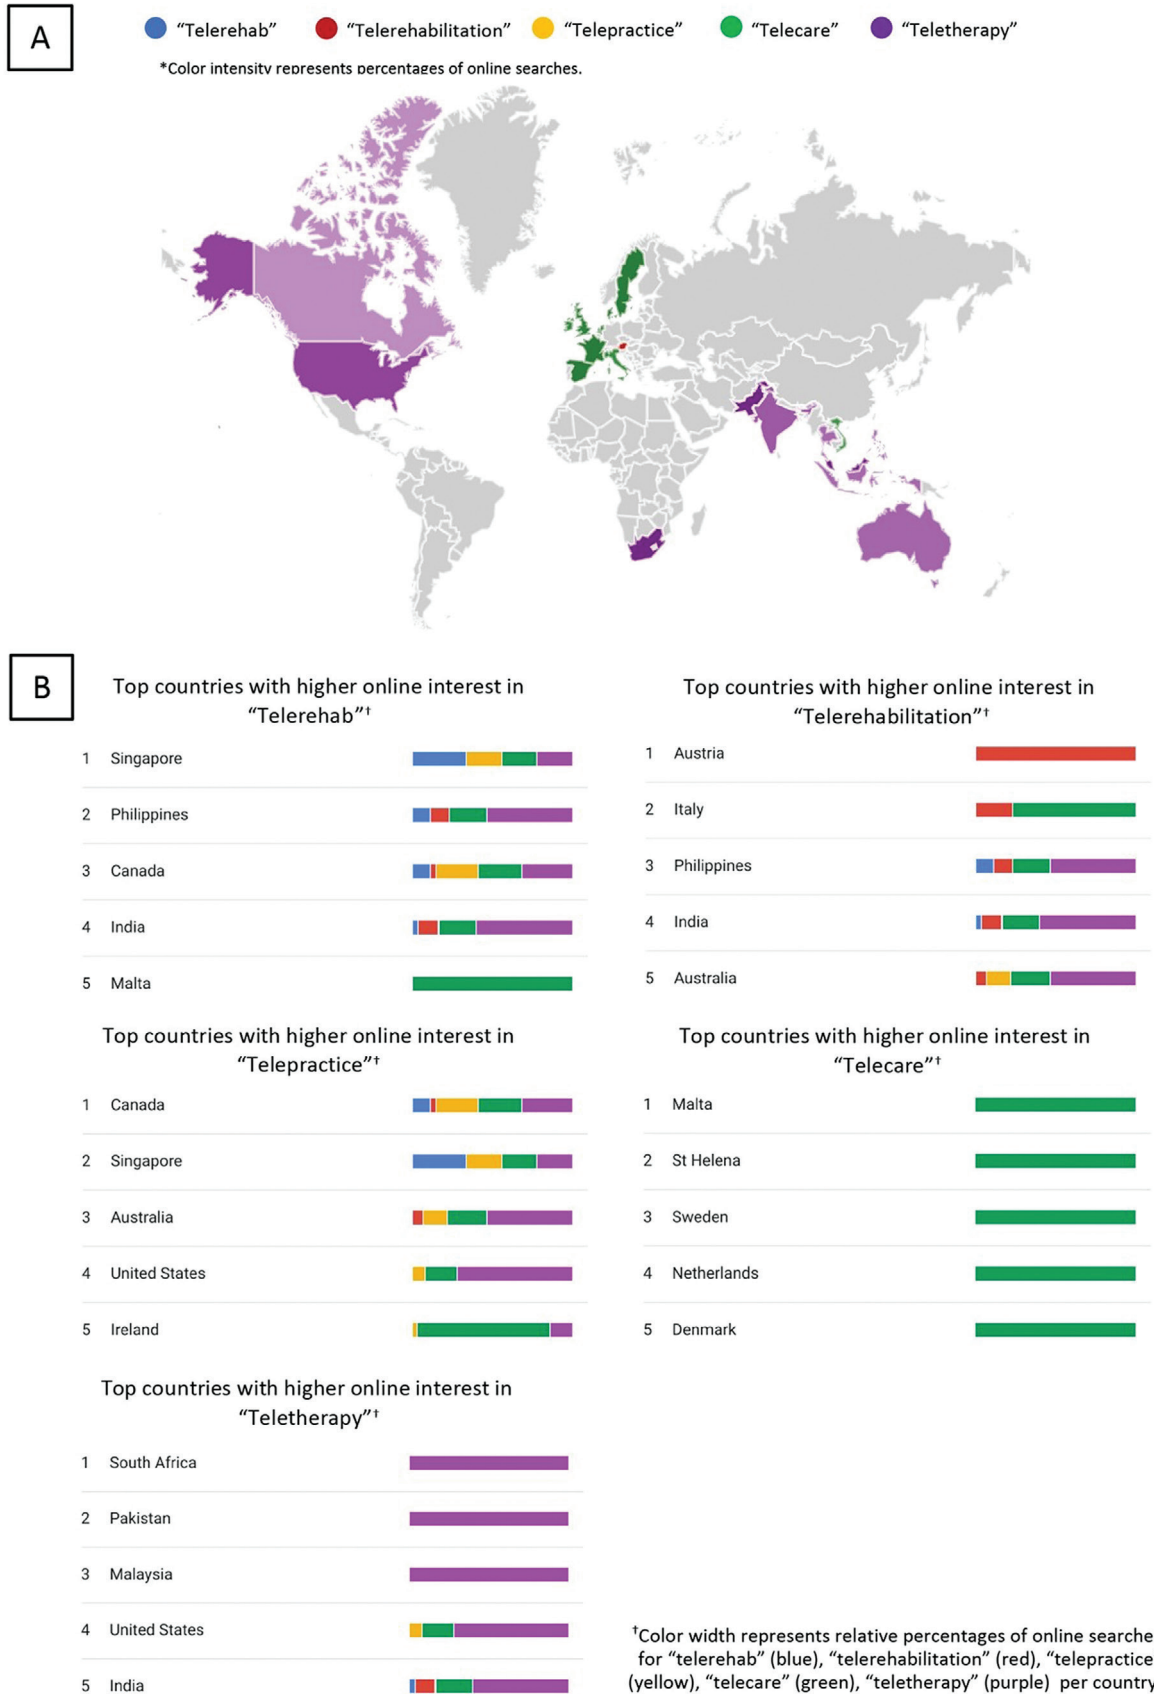 A
“Telerehab” “Telerehabilitation” “Telepractice” “Telecare” “Teletherapy”
*Color intensity represents percentages of online searches.
B
Top countries with higher online interest in
“Telerehab”†
1 Singapore
2 Philippines
3 Canada
4 India
5 Malta
Top countries with higher online interest in
“Telerehabilitation”†
1 Austria
2 Italy
3 Philippines
4 India
5 Australia
Top countries with higher online interest in
“Telepractice”†
1 Canada
2 Singapore
3 Australia
4 United States
5 Ireland
Top countries with higher online interest in
“Telecare”†
1 Malta
2 St Helena
3 Sweden
4 Netherlands
5 Denmark
Top countries with higher online interest in
“Teletherapy”†
1 South Africa
2 Pakistan
3 Malaysia
4 United States
5 India
†Color width represents relative percentages of online searche
for “telerehab” (blue), “telerehabilitation” (red), “telepractice
(yellow), “telecare” (green), “teletherapy” (purple) per country